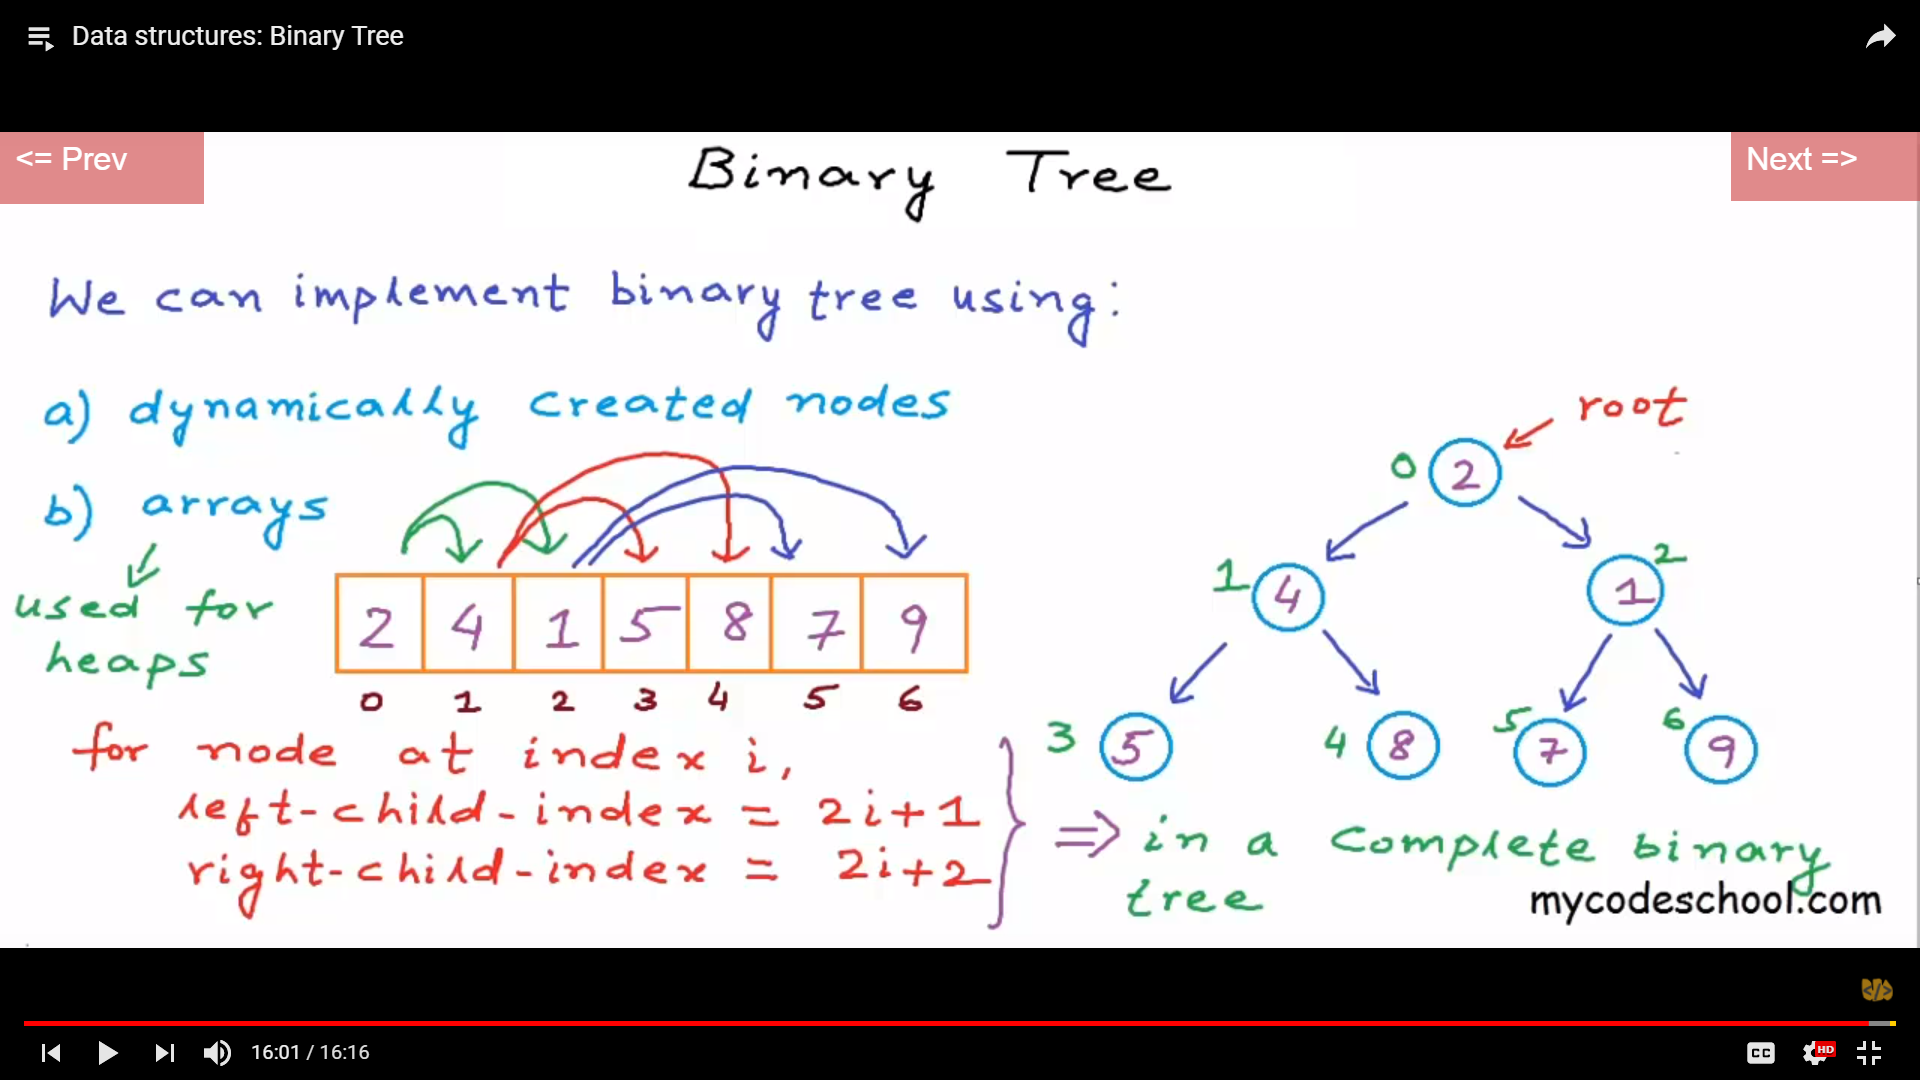 Data structures: Binary Tree
<= Prev
Binary Tree
Next =>
We can implement binary tree using:
a) dynamically created nodes
b) arrays
used for
heaps
2 4 1 5 8 7 9
0 1 2 3 4 5 6
for node at index i,
left-child-index = 2i+1
right-child-index = 2i+2
root
0 2
1 4 1 2
3 5 4 8 5 7 6 9
⇒ in a complete binary
tree
mycodeschool.com
</>
16:01 / 16:16
CC
HD